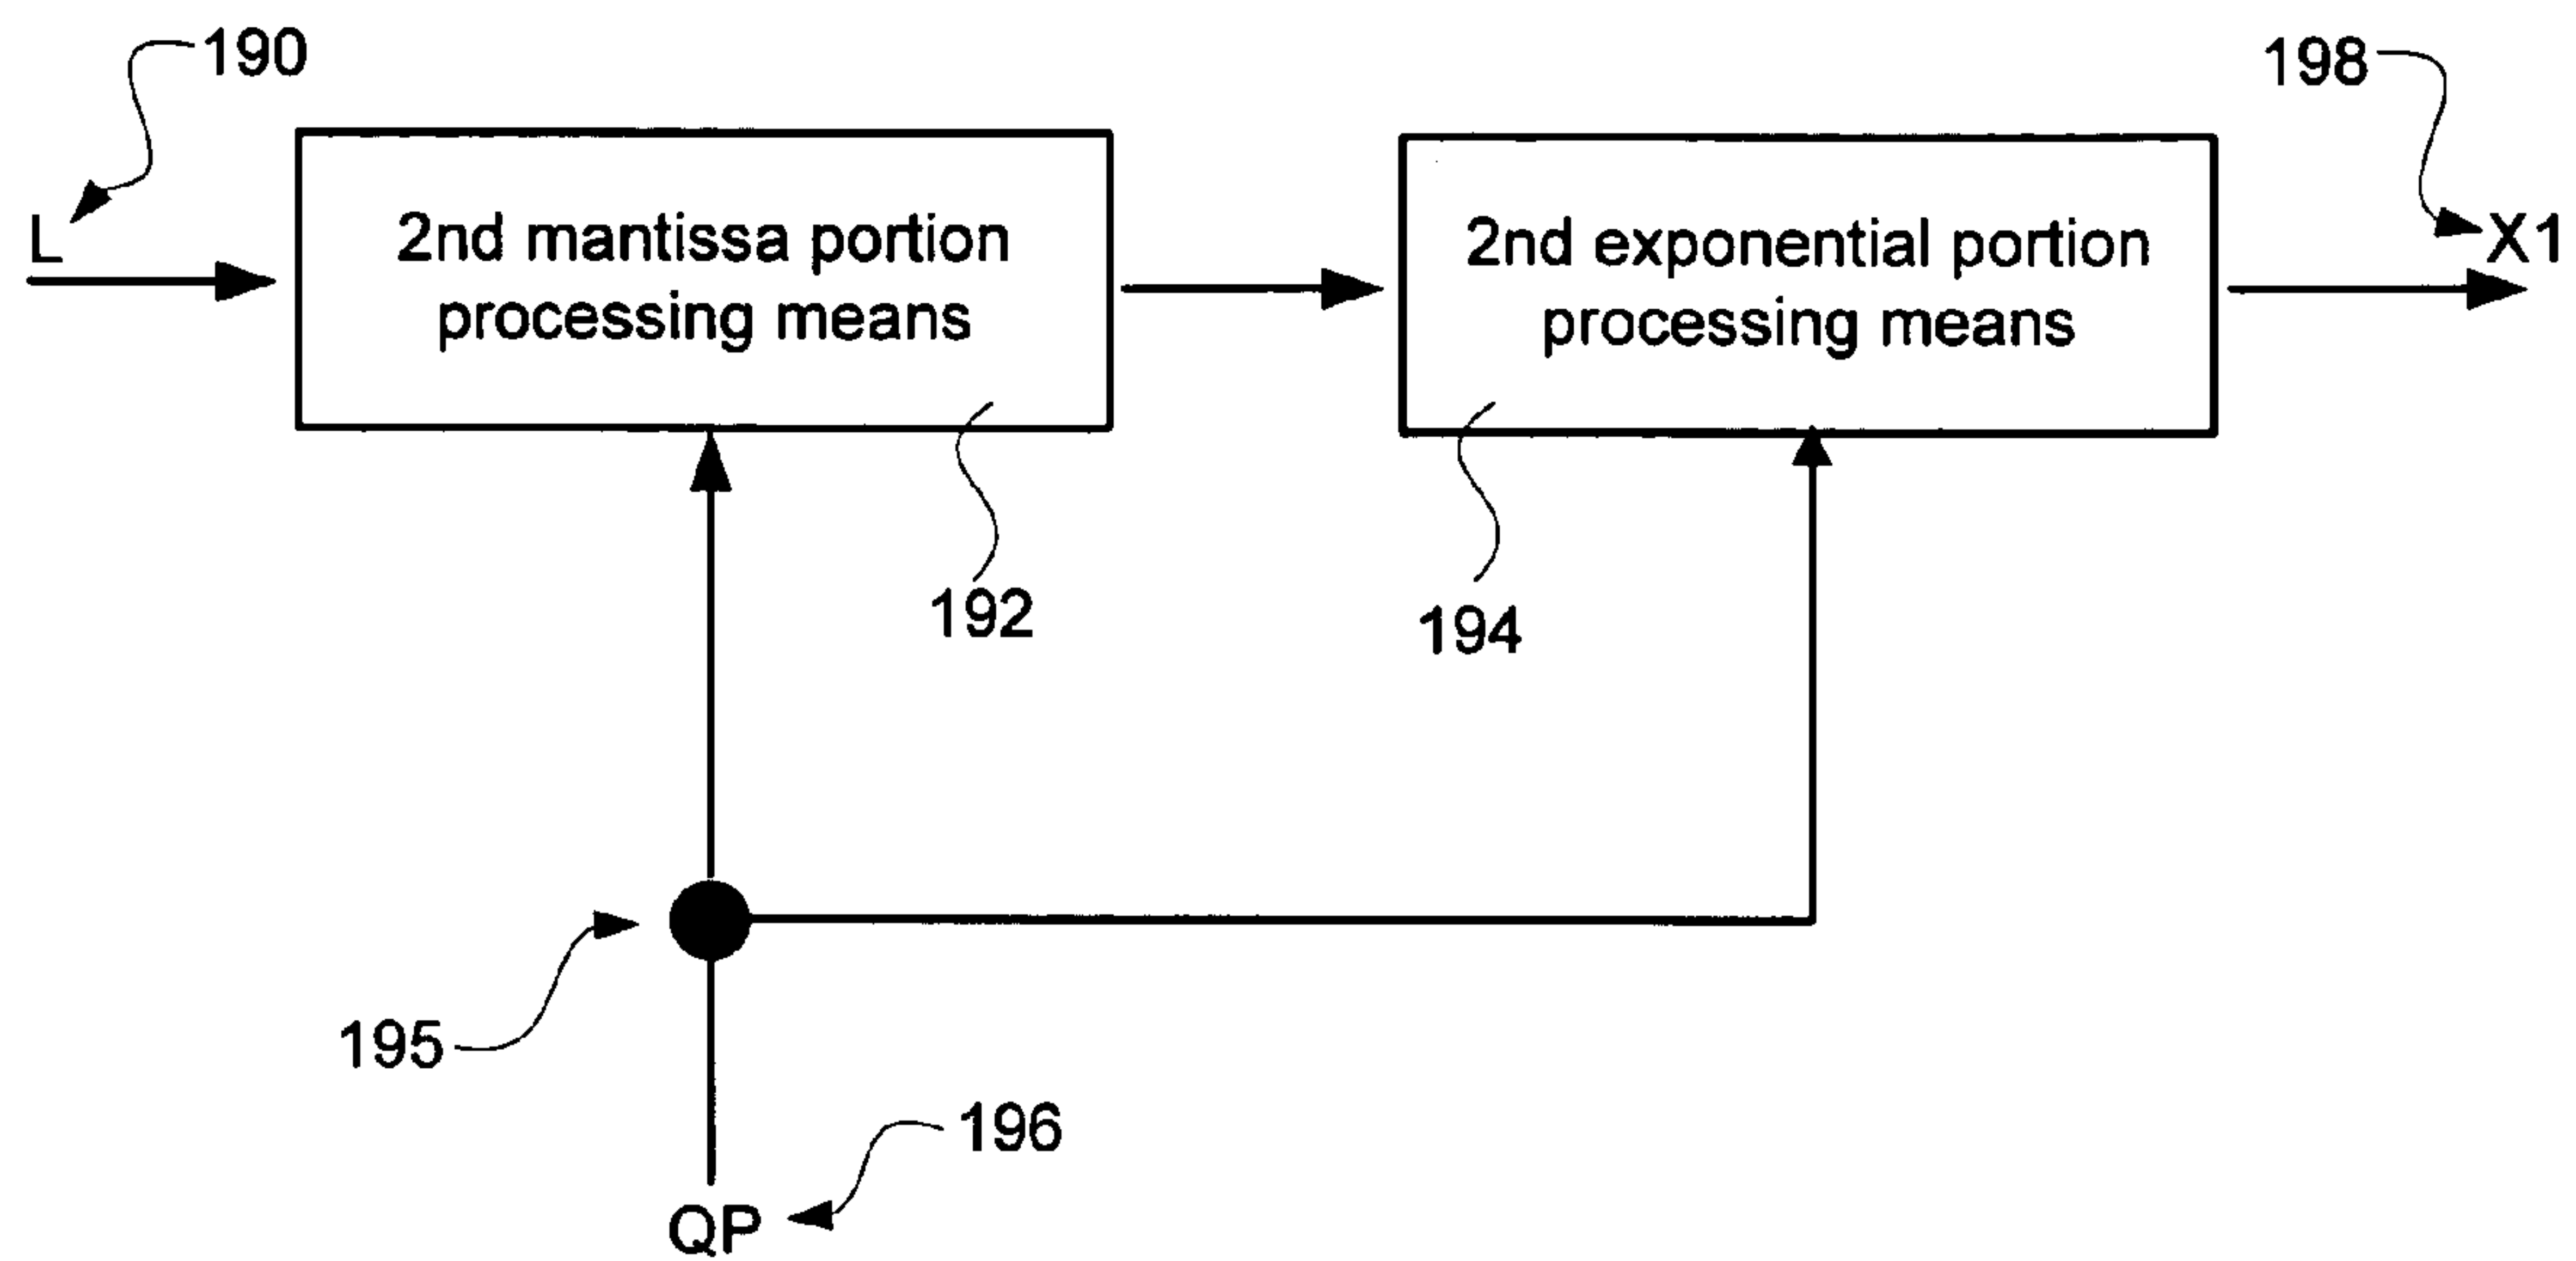 190
198
L
2nd mantissa portion
processing means
2nd exponential portion
processing means
X1
192
194
195
196
QP